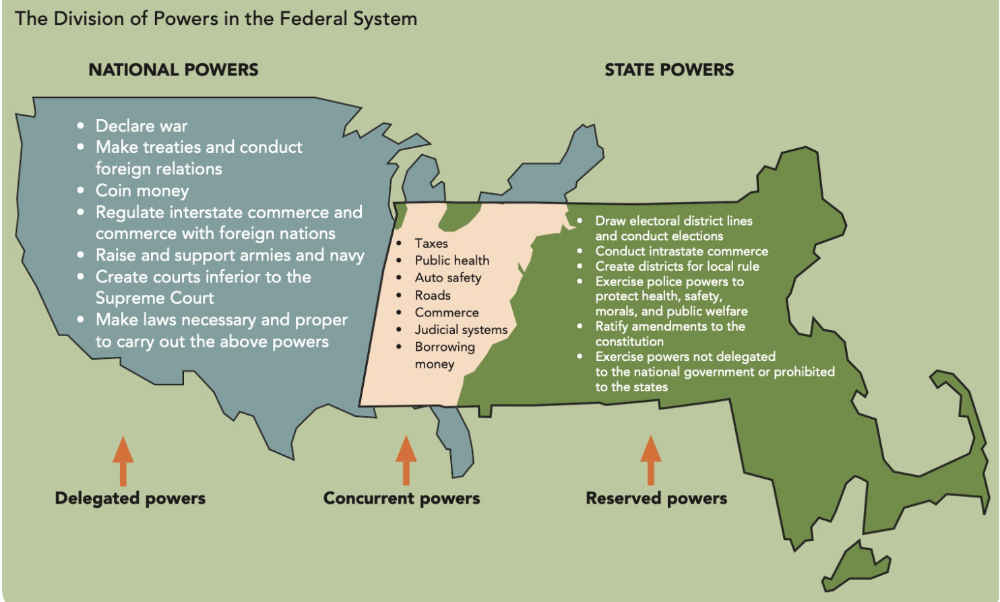 The Division of Powers in the Federal System
NATIONAL POWERS
• Declare war
• Make treaties and conduct
foreign relations
• Coin money
• Regulate interstate commerce and
commerce with foreign nations
• Raise and support armies and navy
• Create courts inferior to the
Supreme Court
• Make laws necessary and proper
to carry out the above powers
• Taxes
• Public health
• Auto safety
• Roads
• Commerce
• Judicial systems
• Borrowing
money
STATE POWERS
• Draw electoral district lines
and conduct elections
• Conduct intrastate commerce
• Create districts for local rule
• Exercise police powers to
protect health, safety,
morals, and public welfare
• Ratify amendments to the
constitution
• Exercise powers not delegated
to the national government or prohibited
to the states
Delegated powers
Concurrent powers
Reserved powers